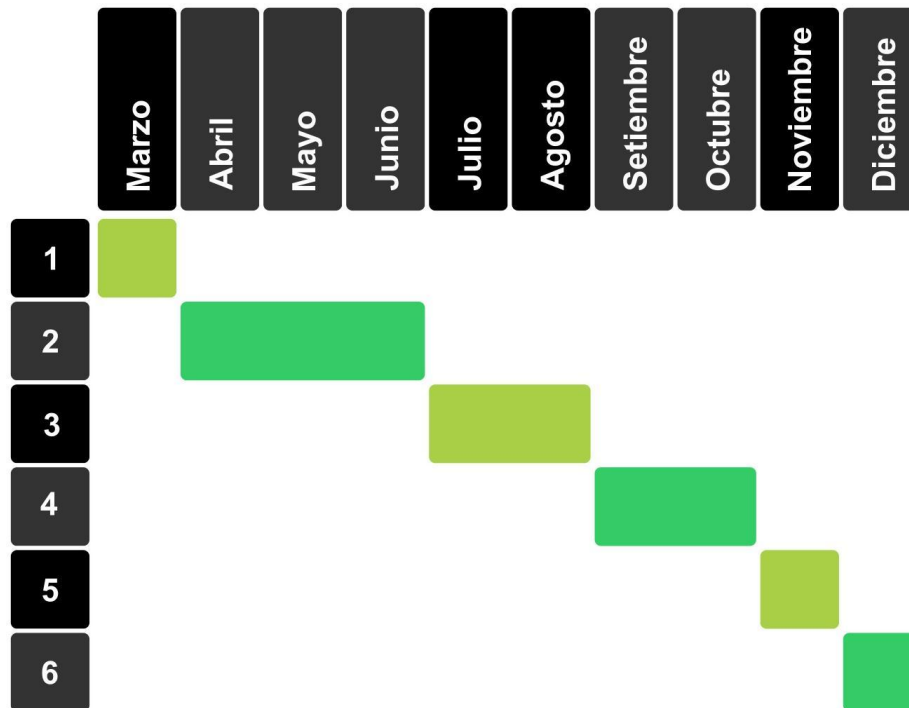 Marzo
Abril
Mayo
Junio
Julio
Agosto
Setiembre
Octubre
Noviembre
Diciembre
1
2
3
4
5
6